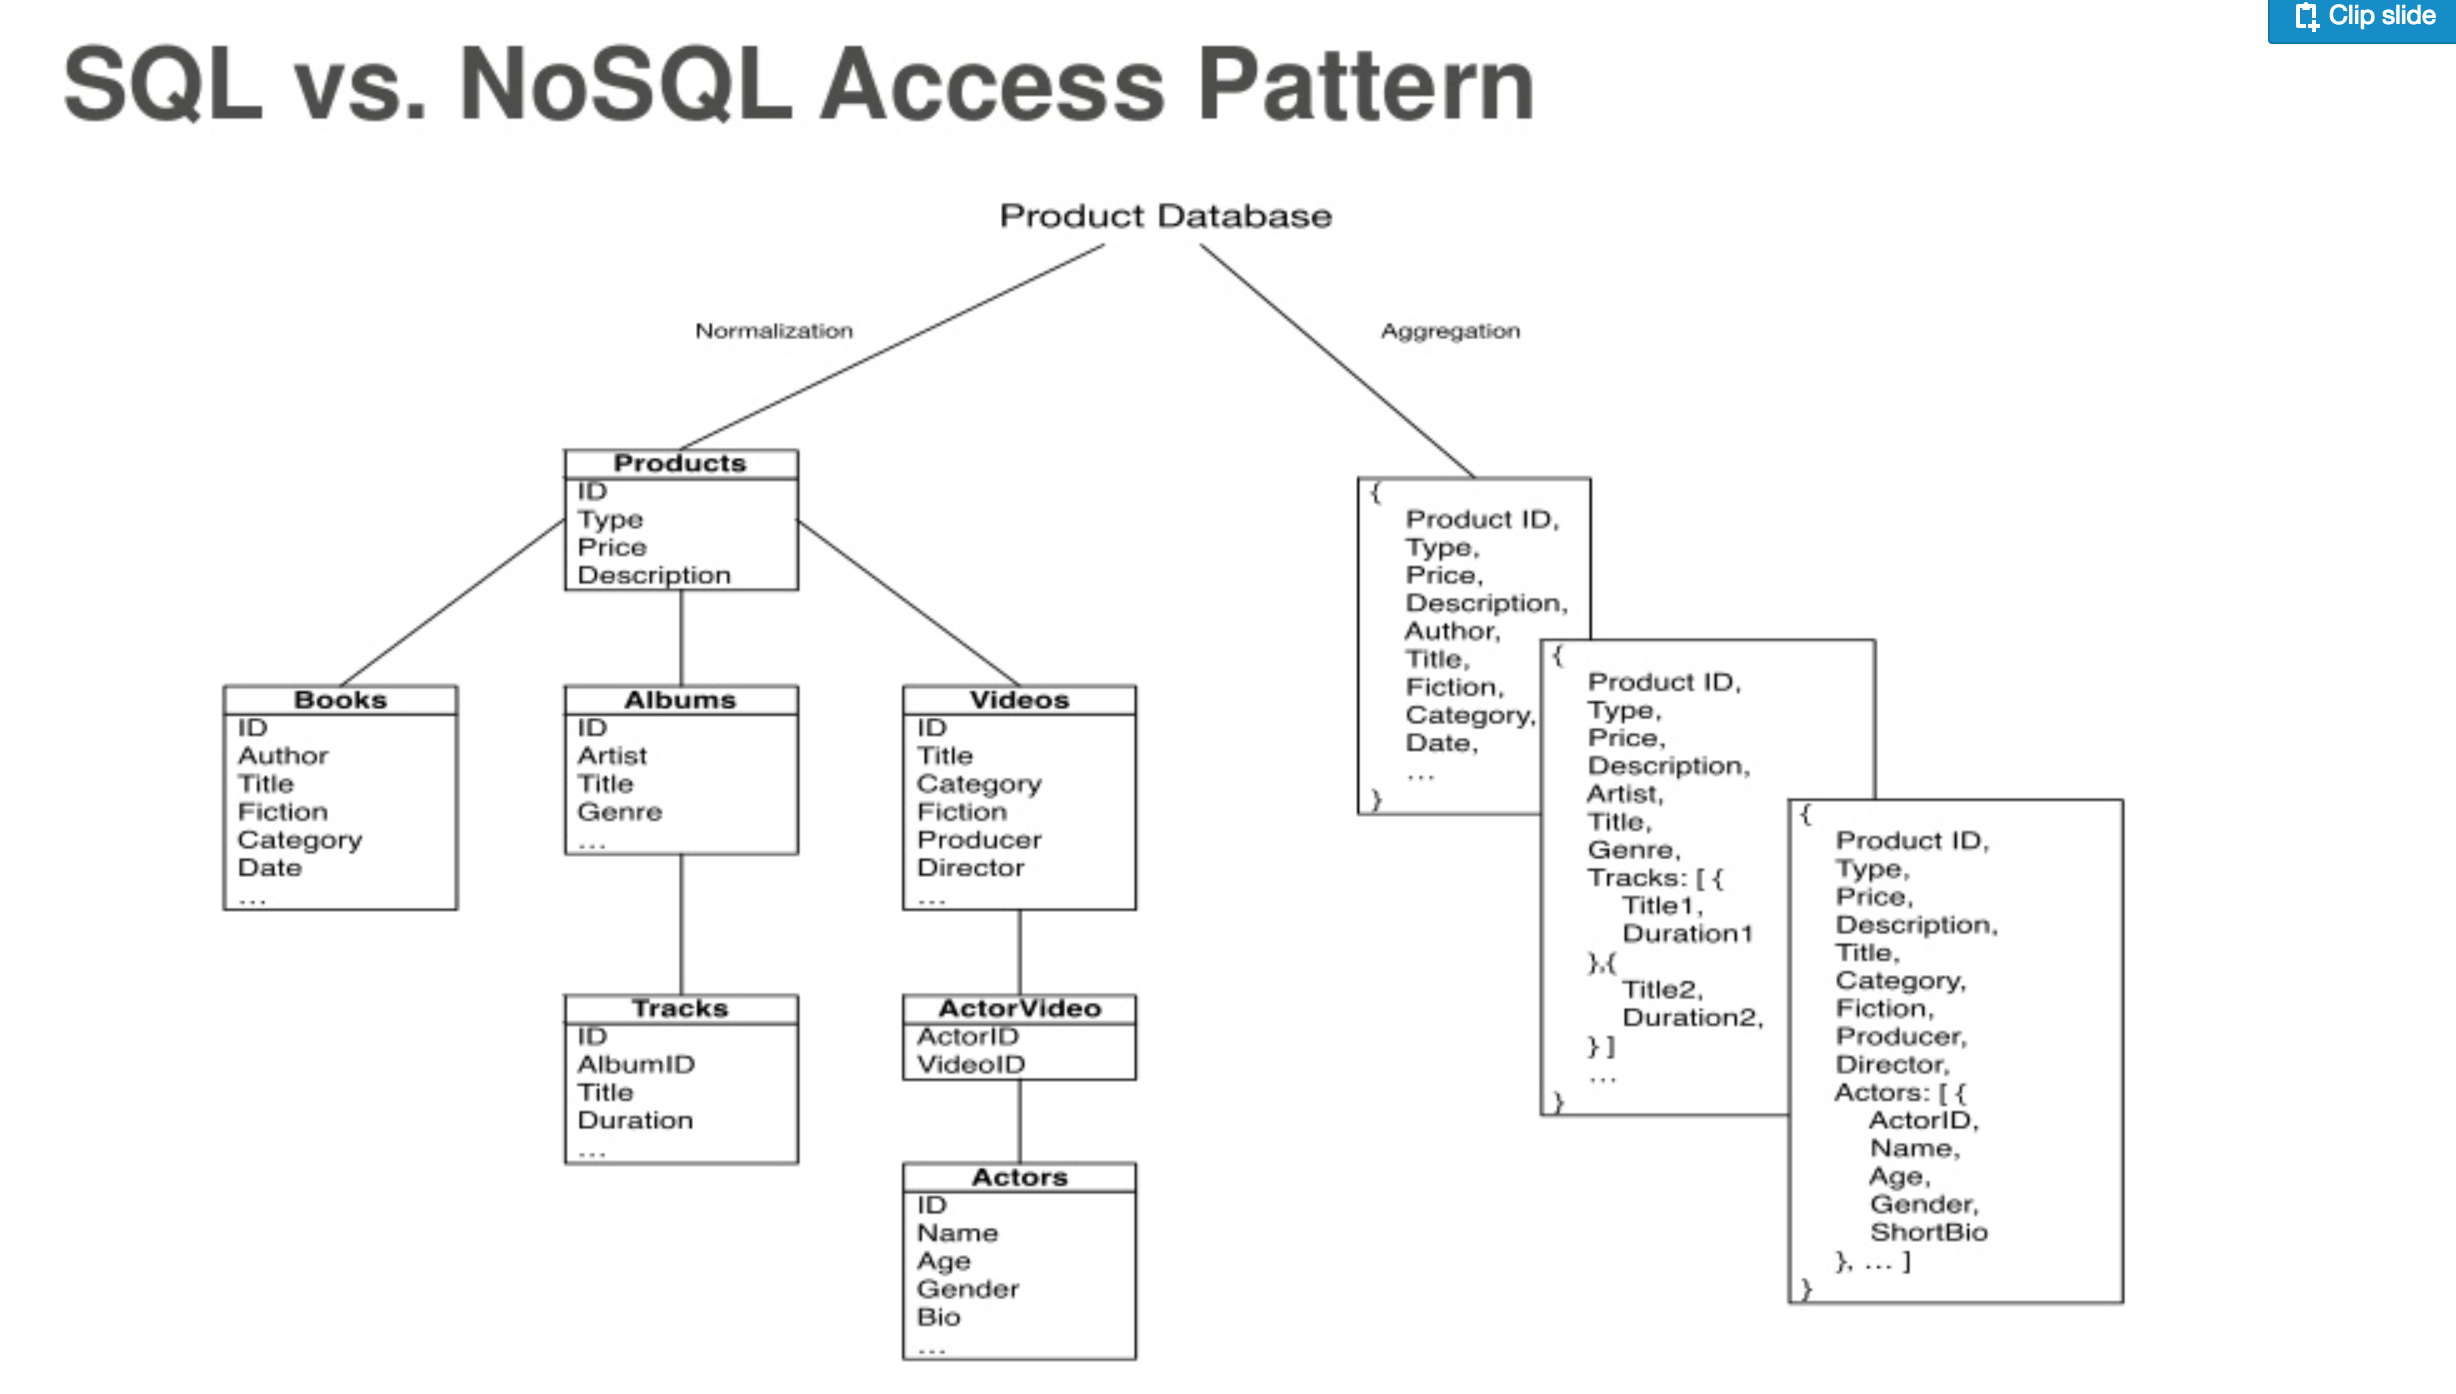 Clip slide
SQL vs. NoSQL Access Pattern
Product Database
Normalization
Aggregation
Products
ID
Type
Price
Description
Books
ID
Author
Title
Fiction
Category
Date
...
Albums
ID
Artist
Title
Genre
...
Videos
ID
Title
Category
Fiction
Producer
Director
...
Tracks
ID
AlbumID
Title
Duration
...
ActorVideo
ActorID
VideoID
Actors
ID
Name
Age
Gender
Bio
...
{
Product ID,
Type,
Price,
Description,
Author,
Title,
Fiction,
Category,
Date,
...
}
{
Product ID,
Type,
Price,
Description,
Artist,
Title,
Genre,
Tracks: [ {
Title1,
Duration1
},{
Title2,
Duration2,
} ]
...
}
{
Product ID,
Type,
Price,
Description,
Title,
Category,
Fiction,
Producer,
Director,
Actors: [ {
ActorID,
Name,
Age,
Gender,
ShortBio
}, ... ]
}